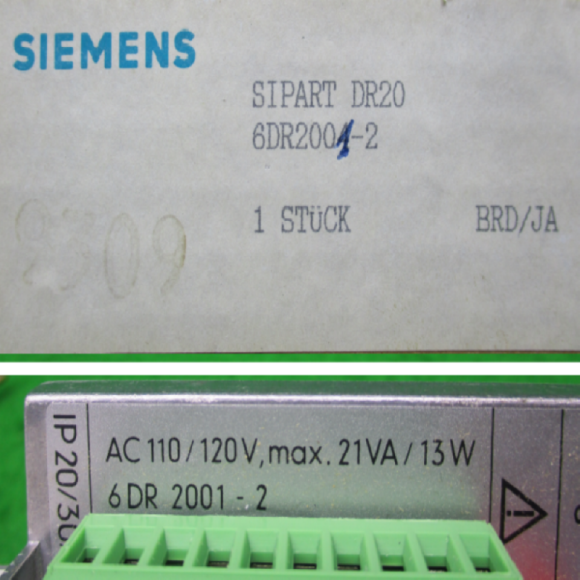 SIEMENS
SIPART DR20
6DR2001-2
1 STÜCK BRD/JA
9309
IP 20/30
AC 110/120V, max. 21VA/13W
6 DR 2001 - 2